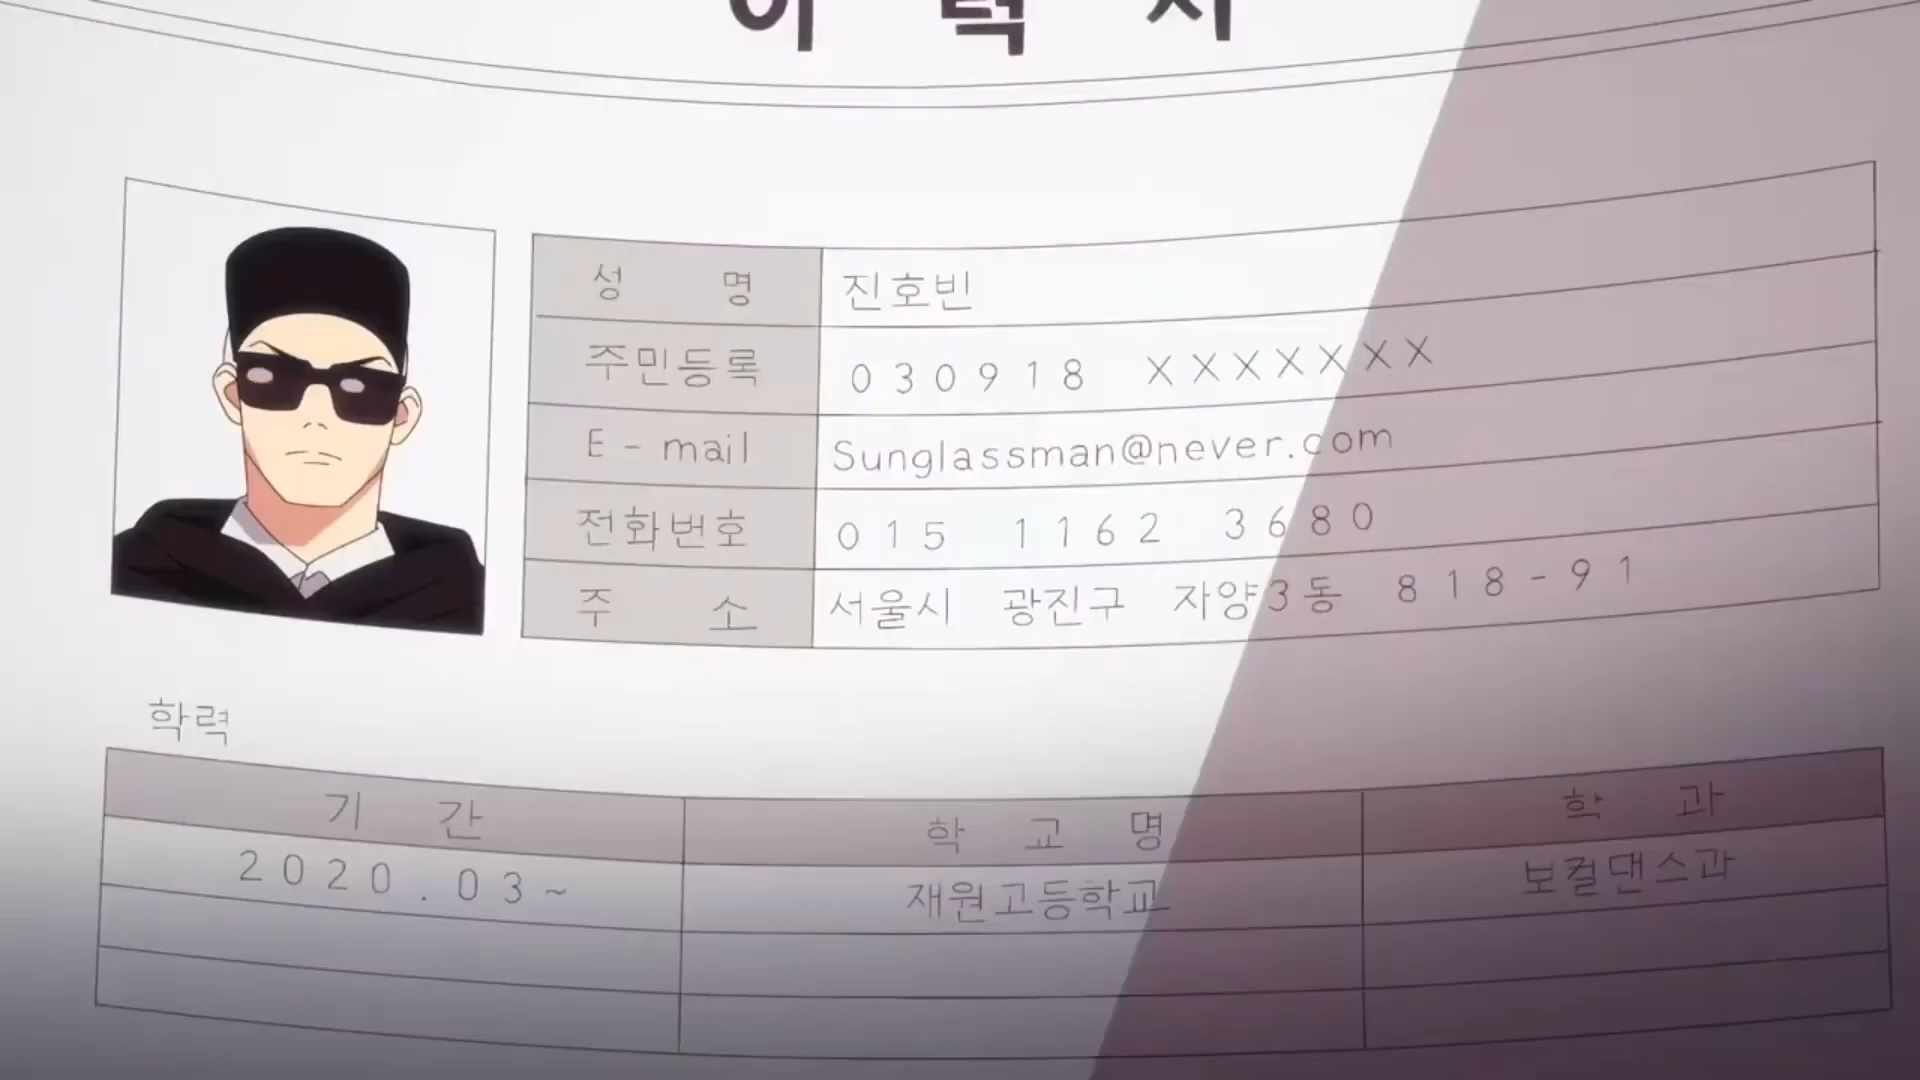 이 력 서
성 명 진호빈
주민등록 030918 XXXXXXX
E - mail Sunglassman@never.com
전화번호 015 1162 3680
주 소 서울시 광진구 자양3동 818-91
학력
기 간 학 교 명 학 과
2020.03~ 재원고등학교 보컬댄스과